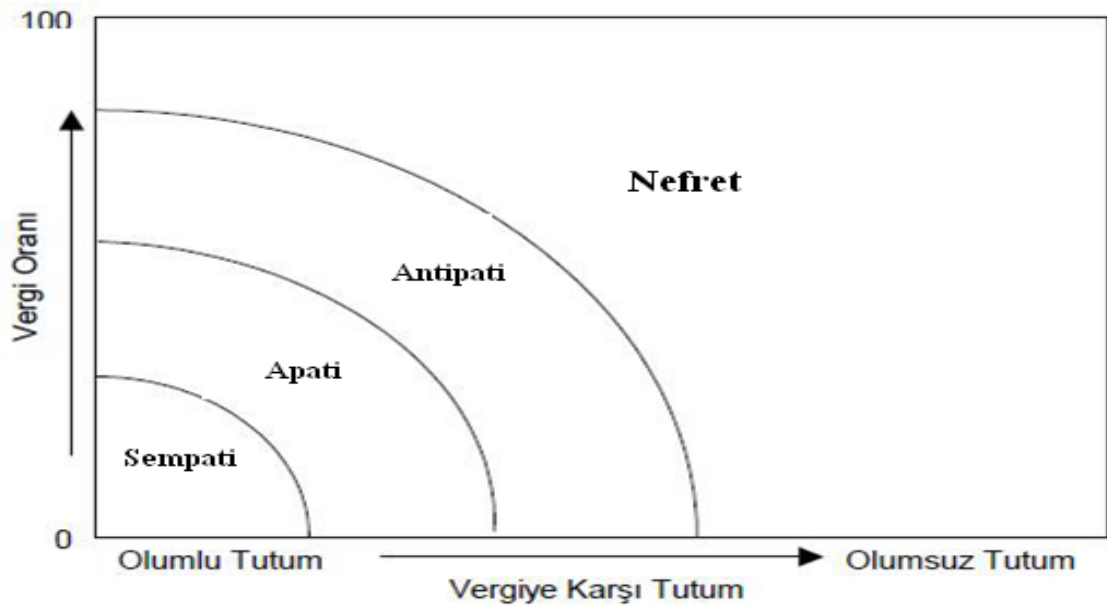 100
Nefret
Vergi Oranı
Antipati
Apati
Sempati
0
Olumlu Tutum
Olumsuz Tutum
Vergiye Karşı Tutum